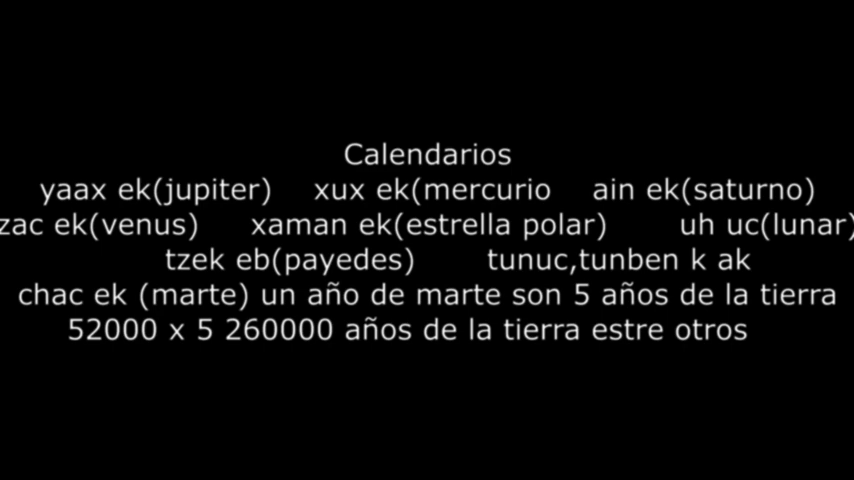 Calendarios
yaax ek(jupiter) xux ek(mercurio ain ek(saturno)
zac ek(venus) xaman ek(estrella polar) uh uc(lunar)
tzek eb(payedes) tunuc,tunben k ak
chac ek (marte) un año de marte son 5 años de la tierra
52000 x 5 260000 años de la tierra estre otros